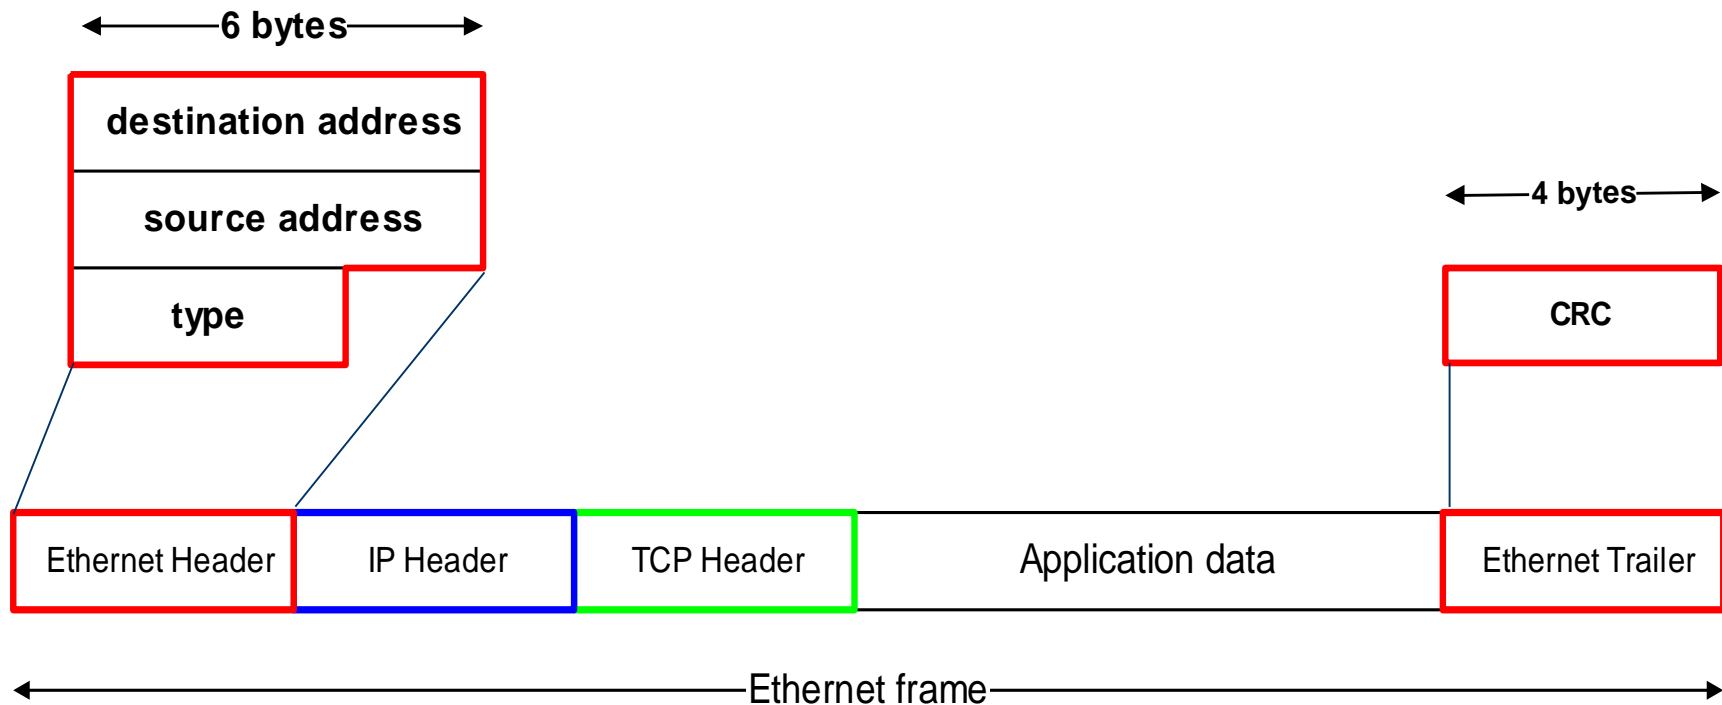 6 bytes
destination address
source address
4 bytes
type
CRC
Ethernet Header
IP Header
TCP Header
Application data
Ethernet Trailer
Ethernet frame